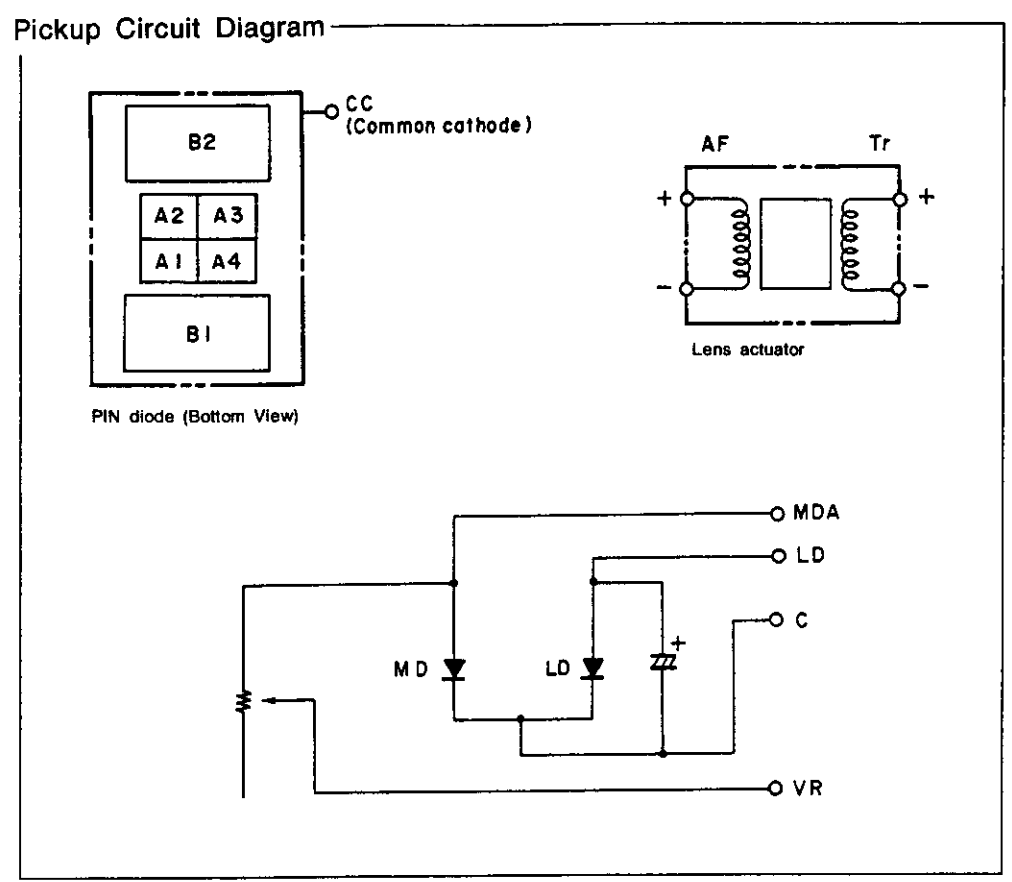 Pickup Circuit Diagram
CC
(Common cathode)
B2
A2 A3
A1 A4
B1
PIN diode (Bottom View)
AF Tr
+ +
− −
Lens actuator
MDA
LD
C
+
MD LD
VR